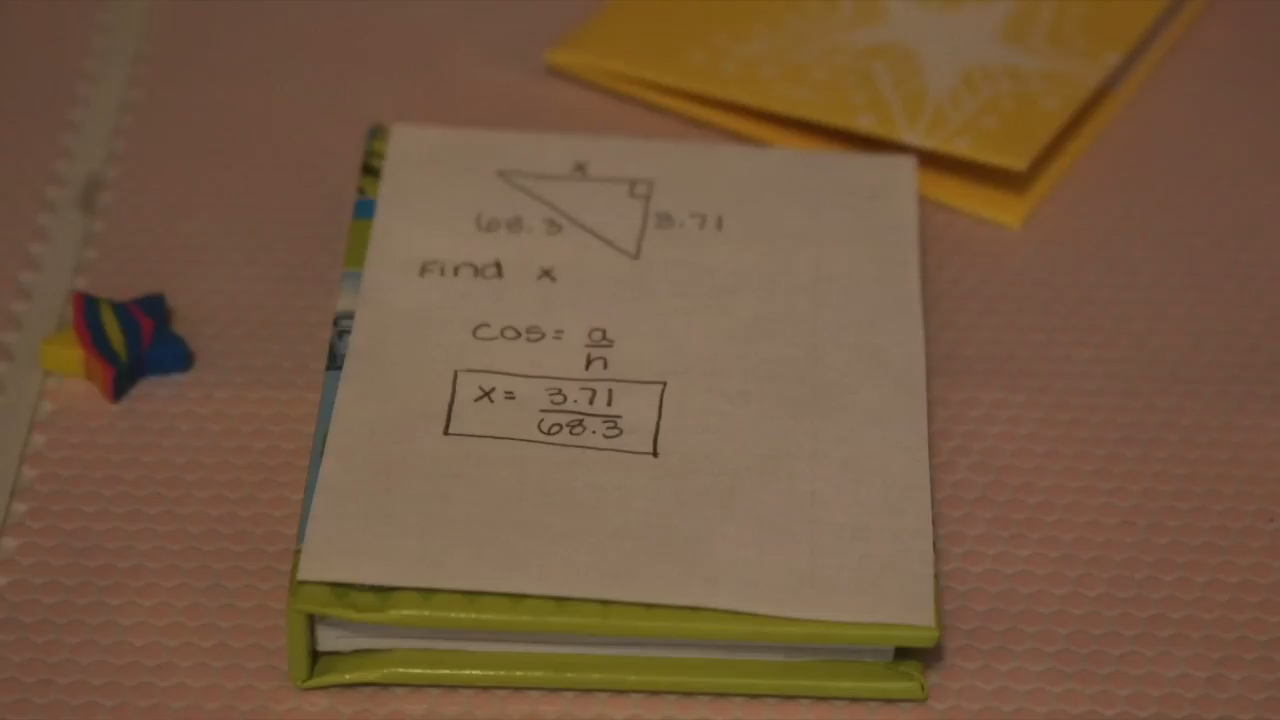 x
68.3 3.71
Find x
cos = a
h
x = 3.71
68.3